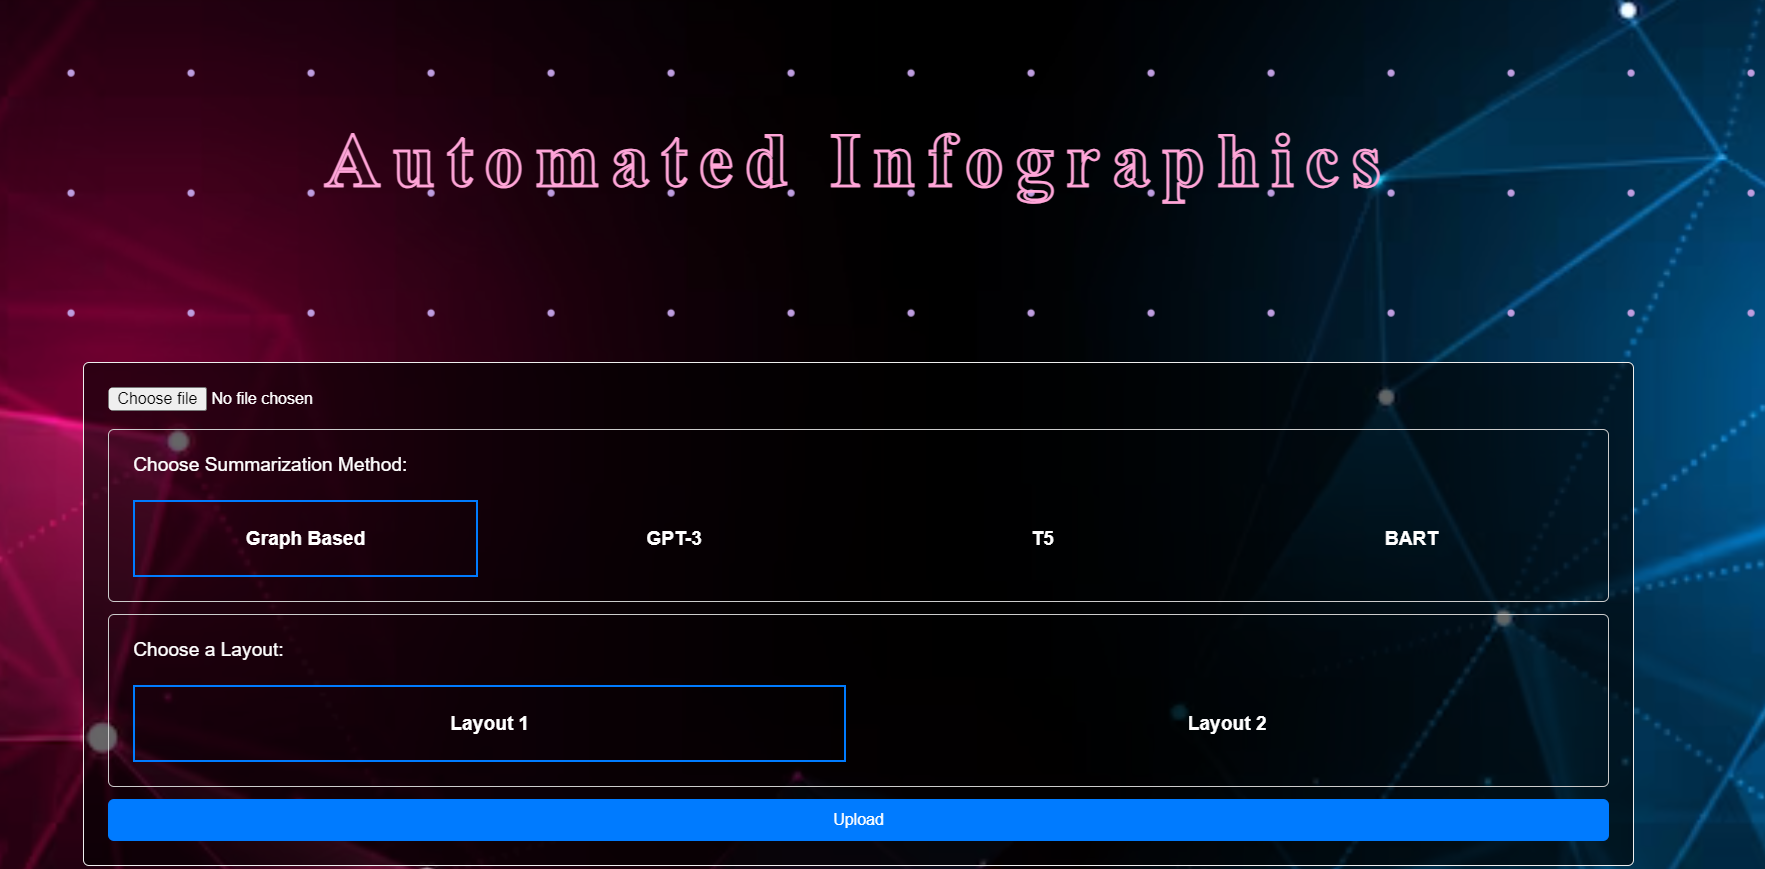 Automated Infographics
Choose file No file chosen
Choose Summarization Method:
Graph Based GPT-3 T5 BART
Choose a Layout:
Layout 1 Layout 2
Upload